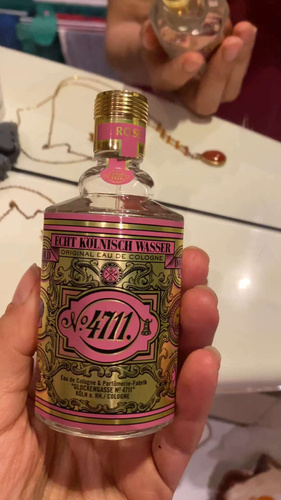 ROSE
ECHT KÖLNISCH WASSER
ORIGINAL EAU DE COLOGNE
No. 4711.
Eau de Cologne & Parfümerie-Fabrik
"GLOCKENGASSE No 4711"
KÖLN a. RH./COLOGNE